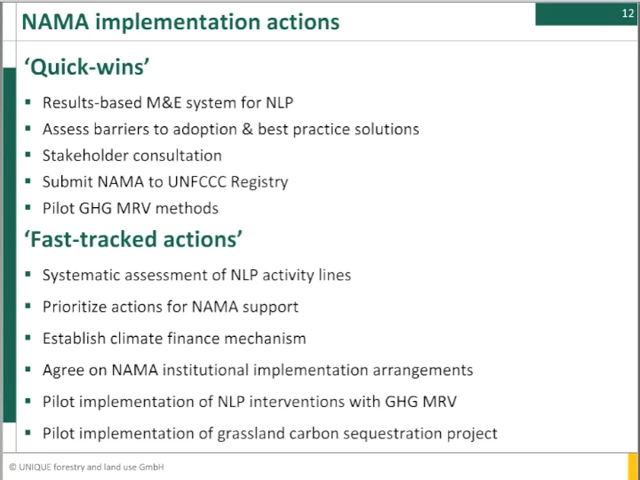 NAMA implementation actions
12
‘Quick-wins’
▪ Results-based M&E system for NLP
▪ Assess barriers to adoption & best practice solutions
▪ Stakeholder consultation
▪ Submit NAMA to UNFCCC Registry
▪ Pilot GHG MRV methods
‘Fast-tracked actions’
▪ Systematic assessment of NLP activity lines
▪ Prioritize actions for NAMA support
▪ Establish climate finance mechanism
▪ Agree on NAMA institutional implementation arrangements
▪ Pilot implementation of NLP interventions with GHG MRV
▪ Pilot implementation of grassland carbon sequestration project
© UNIQUE forestry and land use GmbH